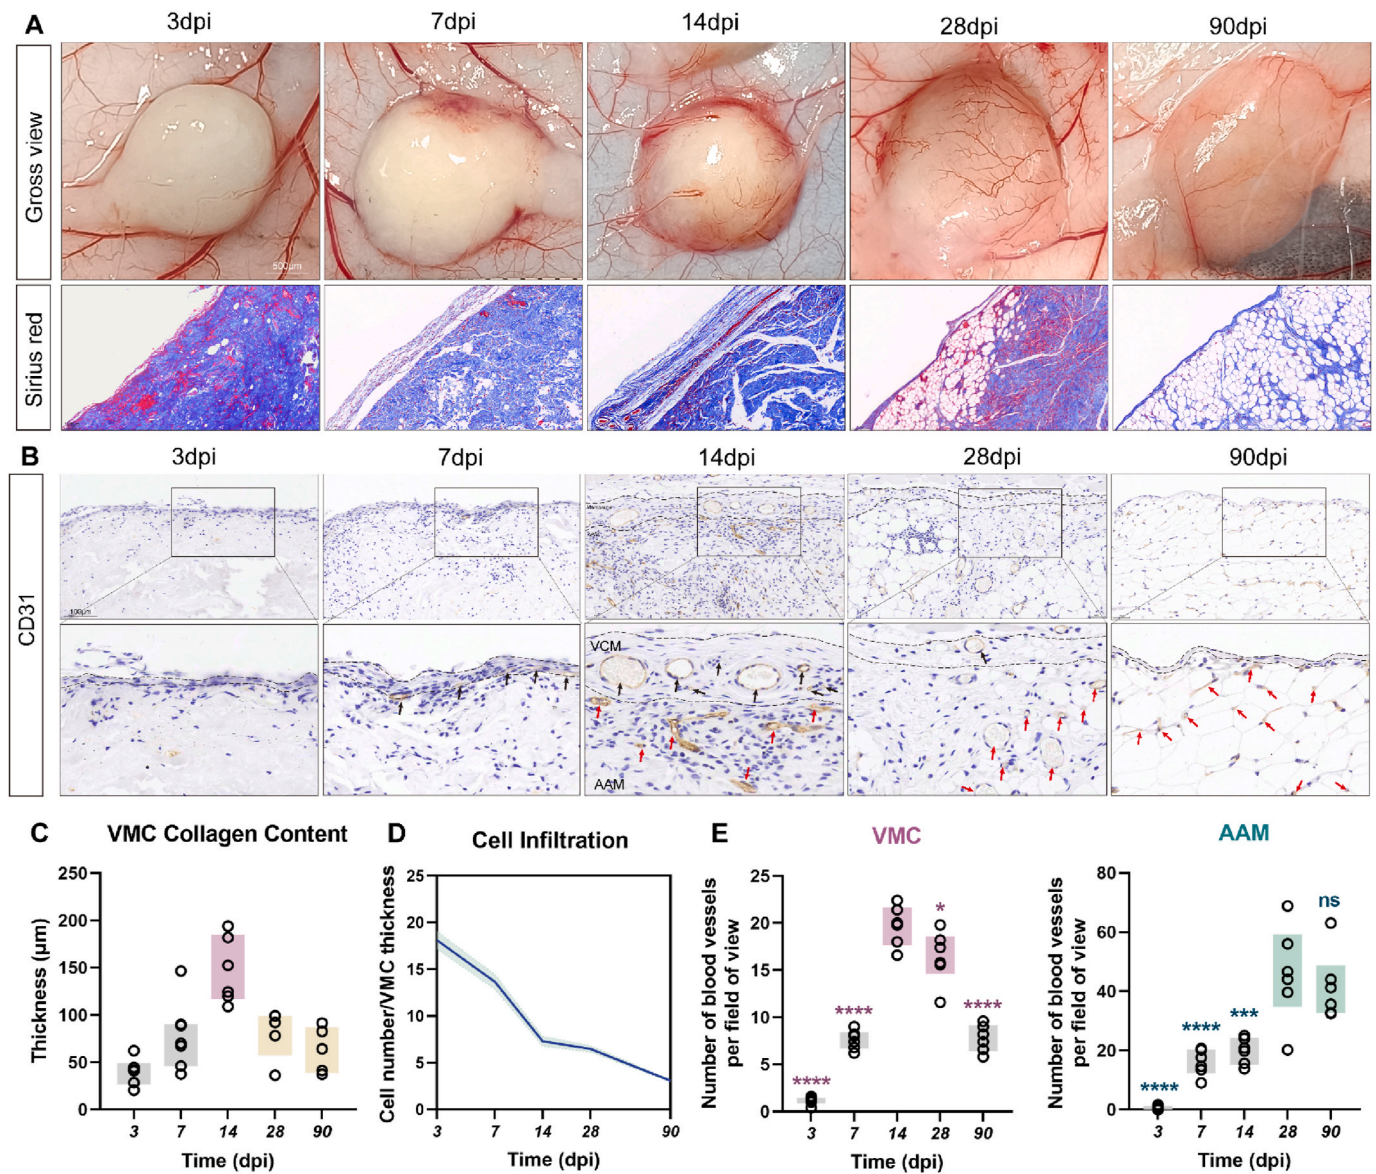 A
3dpi
7dpi
14dpi
28dpi
90dpi
Gross view
500μm
Sirius red
B
3dpi
7dpi
14dpi
28dpi
90dpi
CD31
100μm
VCM
AAM
C
VMC Collagen Content
Thickness (μm)
250
200
150
100
50
0
3
7
14
28
90
Time (dpi)
D
Cell Infiltration
Cell number/VMC thickness
25
20
15
10
5
0
3
7
14
28
90
Time (dpi)
E
VMC
Number of blood vessels
per field of view
25
20
15
10
5
0
****
****
*
****
3
7
14
28
90
Time (dpi)
AAM
Number of blood vessels
per field of view
80
60
40
20
0
****
****
***
ns
3
7
14
28
90
Time (dpi)